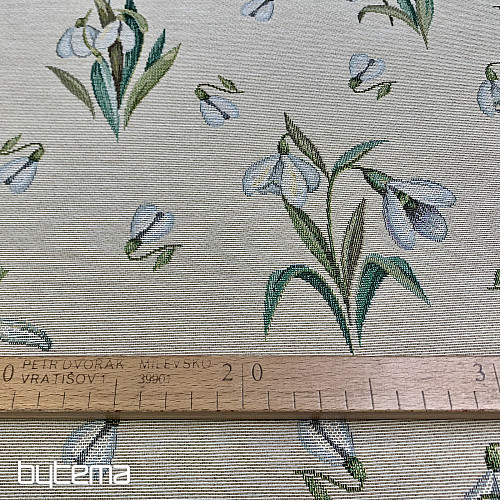 0 PETR DVOŘÁK MILEVSKO 2 0 3
VRATIŠOV 1 39901
bytema